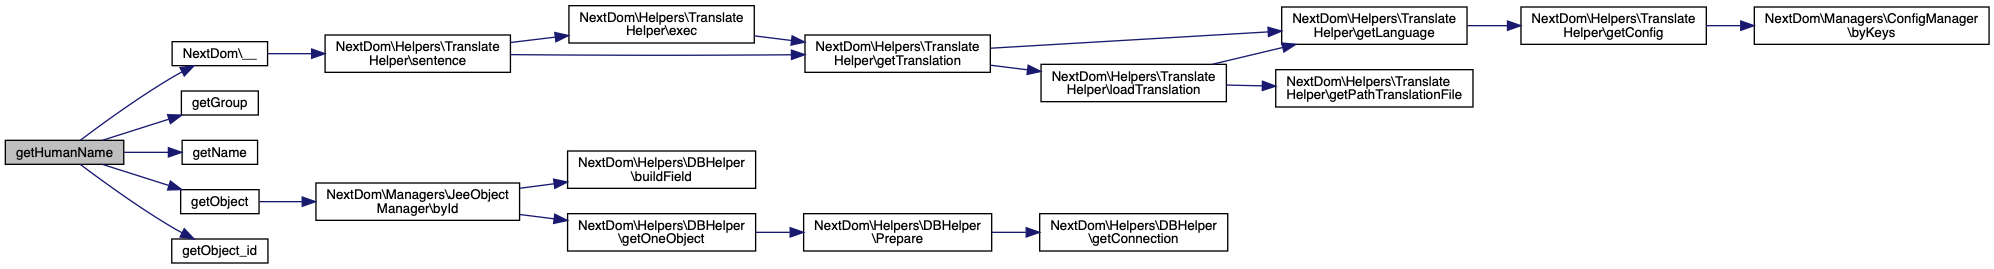 getHumanName
NextDom\__
getGroup
getName
getObject
getObject_id
NextDom\Helpers\Translate
Helper\sentence
NextDom\Helpers\Translate
Helper\exec
NextDom\Helpers\Translate
Helper\getTranslation
NextDom\Helpers\Translate
Helper\loadTranslation
NextDom\Helpers\Translate
Helper\getLanguage
NextDom\Helpers\Translate
Helper\getPathTranslationFile
NextDom\Helpers\Translate
Helper\getConfig
NextDom\Managers\ConfigManager
\byKeys
NextDom\Managers\JeeObject
Manager\byId
NextDom\Helpers\DBHelper
\buildField
NextDom\Helpers\DBHelper
\getOneObject
NextDom\Helpers\DBHelper
\Prepare
NextDom\Helpers\DBHelper
\getConnection